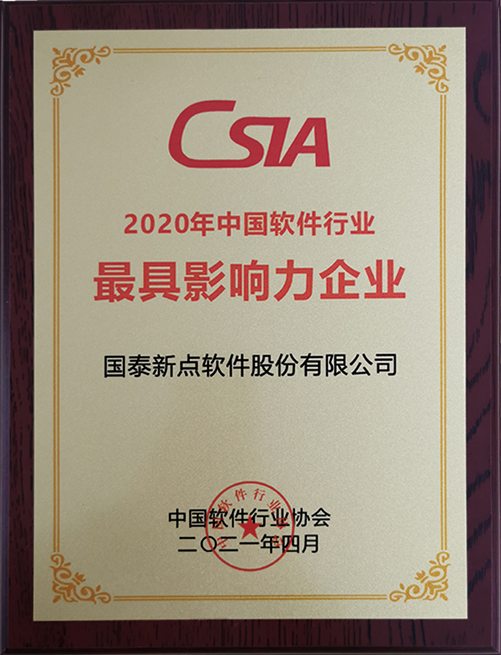 CSIA
2020年中国软件行业
最具影响力企业
国泰新点软件股份有限公司
中国软件行业协会
二〇二一年四月